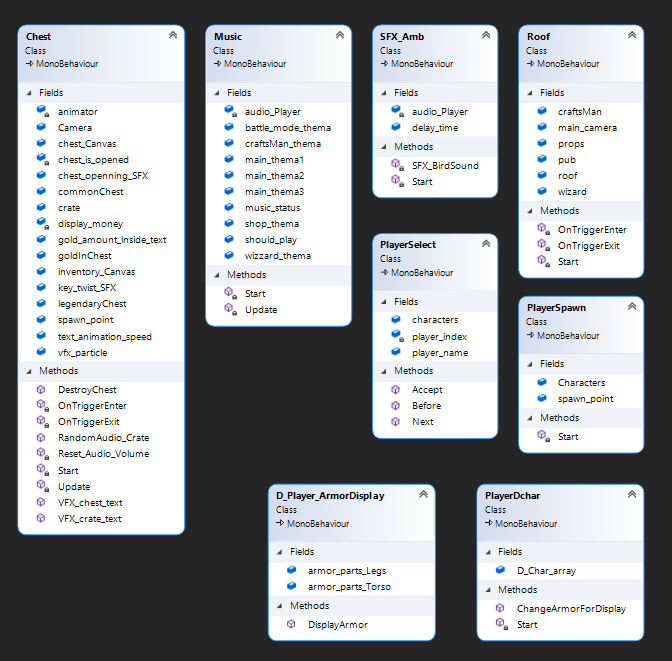 Chest
Class
MonoBehaviour
Fields
animator
Camera
chest_Canvas
chest_is_opened
chest_openning_SFX
commonChest
crate
display_money
gold_amount_inside_text
goldInChest
inventory_Canvas
key_twist_SFX
legendaryChest
spawn_point
text_animation_speed
vfx_particle
Methods
DestroyChest
OnTriggerEnter
OnTriggerExit
RandomAudio_Crate
Reset_Audio_Volume
Start
Update
VFX_chest_text
VFX_crate_text
Music
Class
MonoBehaviour
Fields
audio_Player
battle_mode_thema
craftsMan_thema
main_thema1
main_thema2
main_thema3
music_status
shop_thema
should_play
wizzard_thema
Methods
Start
Update
SFX_Amb
Class
MonoBehaviour
Fields
audio_Player
delay_time
Methods
SFX_BirdSound
Start
Roof
Class
MonoBehaviour
Fields
craftsMan
main_camera
props
pub
roof
wizard
Methods
OnTriggerEnter
OnTriggerExit
Start
PlayerSelect
Class
MonoBehaviour
Fields
characters
player_index
player_name
Methods
Accept
Before
Next
PlayerSpawn
Class
MonoBehaviour
Fields
Characters
spawn_point
Methods
Start
D_Player_ArmorDisplay
Class
MonoBehaviour
Fields
armor_parts_Legs
armor_parts_Torso
Methods
DisplayArmor
PlayerDchar
Class
MonoBehaviour
Fields
D_Char_array
Methods
ChangeArmorForDisplay
Start